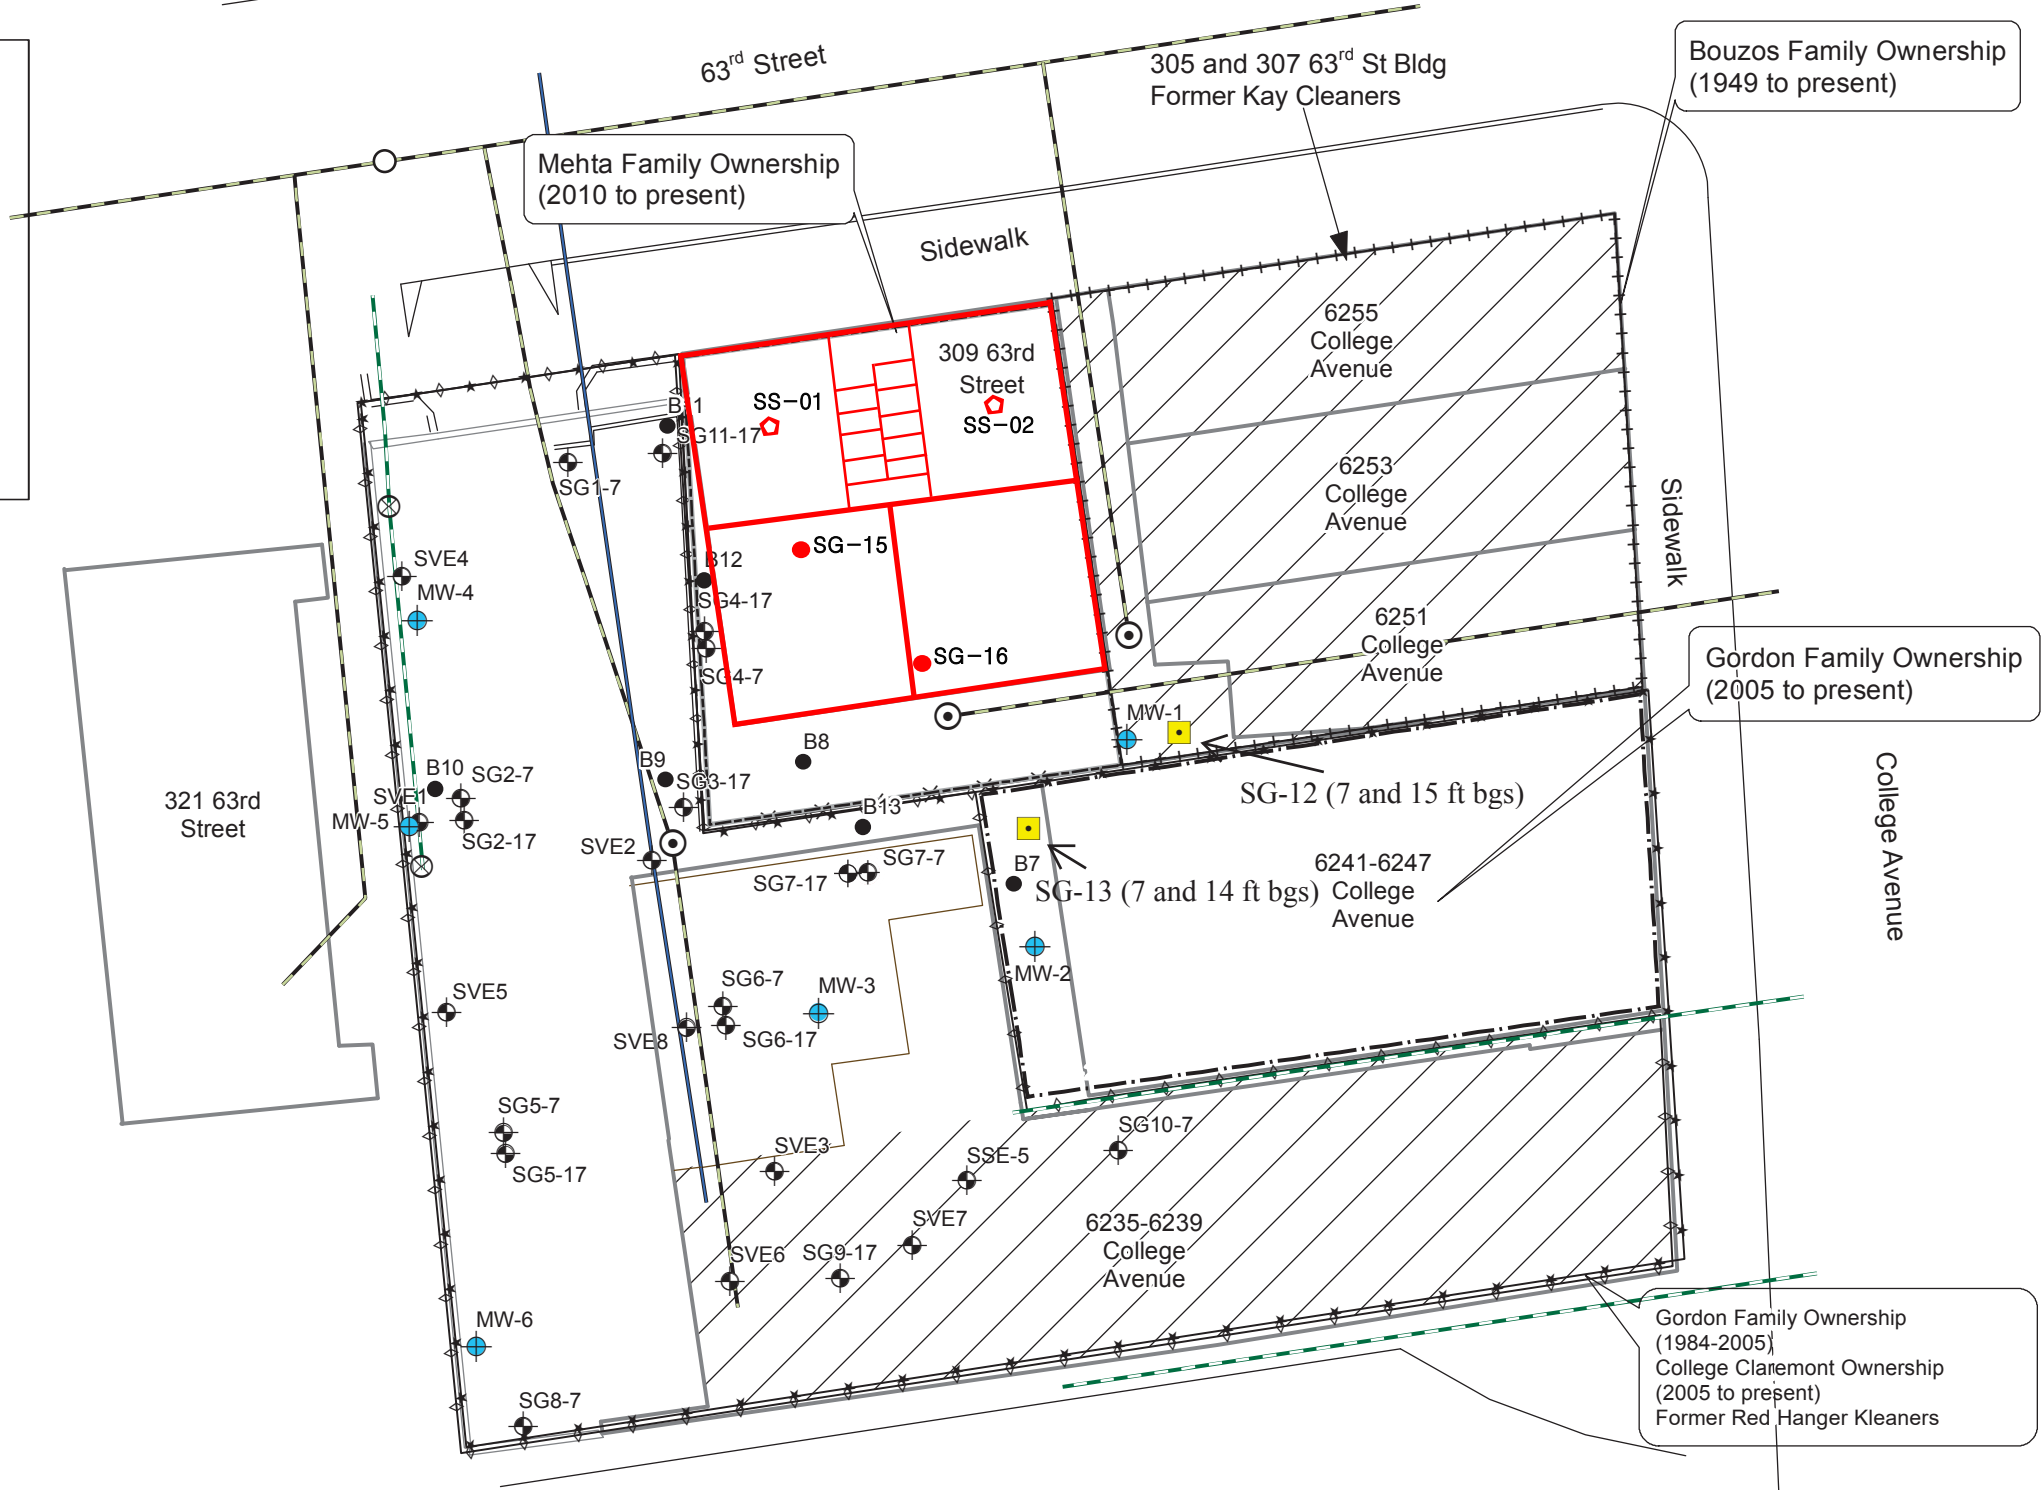 63rd Street
305 and 307 63rd St Bldg
Former Kay Cleaners
Bouzos Family Ownership
(1949 to present)
Mehta Family Ownership
(2010 to present)
Sidewalk
6255
College
Avenue
309 63rd
Street
SS-01
SS-02
B11
SG11-17
SG1-7
6253
College
Avenue
Sidewalk
SG-15
B12
SVE4
MW-4
SG4-17
SG4-7
SG-16
6251
College
Avenue
Gordon Family Ownership
(2005 to present)
MW-1
B8
B9
SG3-17
B10
SG2-7
SVE1
MW-5
SG2-17
321 63rd
Street
SG-12 (7 and 15 ft bgs)
B13
SVE2
SG7-7
SG7-17
B7
SG-13 (7 and 14 ft bgs)
6241-6247
College
Avenue
College Avenue
MW-2
SVE5
SG6-7
MW-3
SVE8
SG6-17
SG5-7
SG5-17
SVE3
SSE-5
SG10-7
SVE7
6235-6239
College
Avenue
SVE6
SG9-17
MW-6
SG8-7
Gordon Family Ownership
(1984-2005)
College Claremont Ownership
(2005 to present)
Former Red Hanger Kleaners